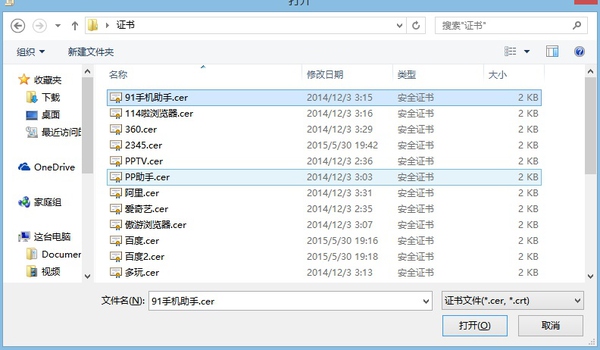 打开
证书
搜索"证书"
组织 新建文件夹
名称 修改日期 类型 大小
收藏夹
下载
桌面
最近访问的
OneDrive
家庭组
这台电脑
Documen
视频
91手机助手.cer 2014/12/3 3:15 安全证书 2 KB
114啦浏览器.cer 2014/12/3 3:16 安全证书 2 KB
360.cer 2014/12/3 3:29 安全证书 2 KB
2345.cer 2015/5/30 19:42 安全证书 2 KB
PPTV.cer 2014/12/3 2:36 安全证书 2 KB
PP助手.cer 2014/12/3 3:03 安全证书 2 KB
阿里.cer 2014/12/3 3:31 安全证书 2 KB
爱奇艺.cer 2014/12/3 2:35 安全证书 2 KB
傲游浏览器.cer 2014/12/3 3:07 安全证书 2 KB
百度.cer 2015/5/30 19:16 安全证书 2 KB
百度2.cer 2015/5/30 19:18 安全证书 2 KB
多玩.cer 2014/12/3 3:13 安全证书 2 KB
文件名(N): 91手机助手.cer 证书文件(*.cer, *.crt)
打开(O) 取消